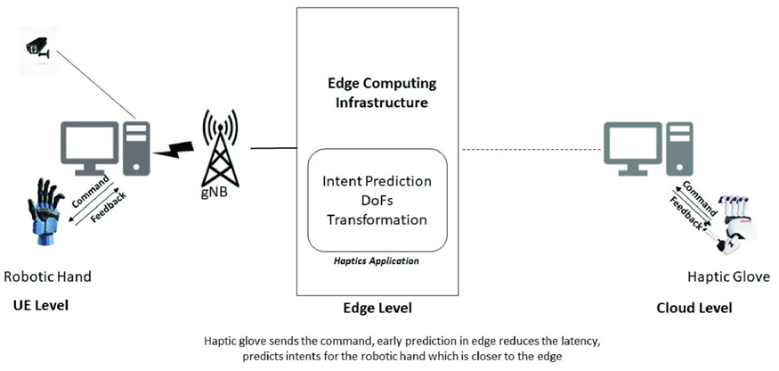 Edge Computing
Infrastructure
gNB
Command
Feedback
Intent Prediction
DoFs
Transformation
Command
Feedback
Haptics Application
Robotic Hand
Haptic Glove
UE Level
Edge Level
Cloud Level
Haptic glove sends the command, early prediction in edge reduces the latency,
predicts intents for the robotic hand which is closer to the edge